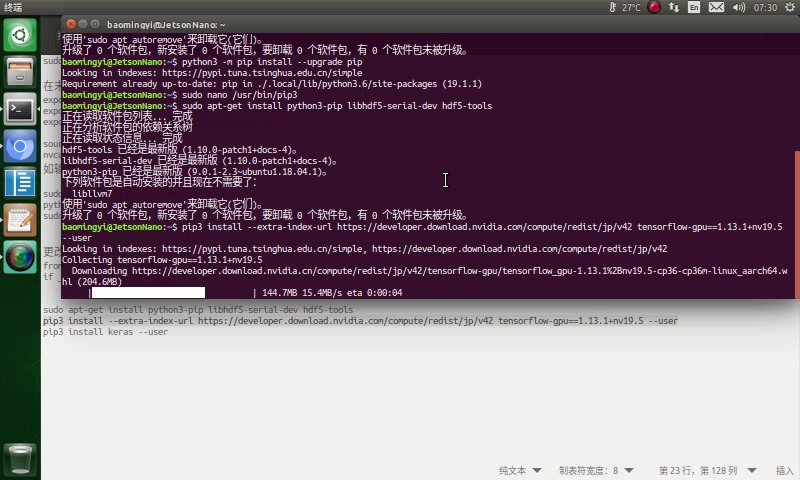 终端
27°C
En
07:30
baomingyi@JetsonNano: ~
使用'sudo apt autoremove'来卸载它(它们)。
升级了 0 个软件包，新安装了 0 个软件包，要卸载 0 个软件包，有 0 个软件包未被升级。
baomingyi@JetsonNano:~$ python3 -m pip install --upgrade pip
Looking in indexes: https://pypi.tuna.tsinghua.edu.cn/simple
Requirement already up-to-date: pip in ./.local/lib/python3.6/site-packages (19.1.1)
baomingyi@JetsonNano:~$ sudo nano /usr/bin/pip3
baomingyi@JetsonNano:~$ sudo apt-get install python3-pip libhdf5-serial-dev hdf5-tools
正在读取软件包列表... 完成
正在分析软件包的依赖关系树
正在读取状态信息... 完成
hdf5-tools 已经是最新版 (1.10.0-patch1+docs-4)。
libhdf5-serial-dev 已经是最新版 (1.10.0-patch1+docs-4)。
python3-pip 已经是最新版 (9.0.1-2.3~ubuntu1.18.04.1)。
下列软件包是自动安装的并且现在不需要了：
libllvm7
使用'sudo apt autoremove'来卸载它(它们)。
升级了 0 个软件包，新安装了 0 个软件包，要卸载 0 个软件包，有 0 个软件包未被升级。
baomingyi@JetsonNano:~$ pip3 install --extra-index-url https://developer.download.nvidia.com/compute/redist/jp/v42 tensorflow-gpu==1.13.1+nv19.5
--user
Looking in indexes: https://pypi.tuna.tsinghua.edu.cn/simple, https://developer.download.nvidia.com/compute/redist/jp/v42
Collecting tensorflow-gpu==1.13.1+nv19.5
Downloading https://developer.download.nvidia.com/compute/redist/jp/v42/tensorflow-gpu/tensorflow_gpu-1.13.1%2Bnv19.5-cp36-cp36m-linux_aarch64.w
hl (204.6MB)
| | 144.7MB 15.4MB/s eta 0:00:04
sudo
在末
expo
expo
expo
sour
nvcc
如输
sudo
pyth
sudo
更改
from
if
sudo apt-get install python3-pip libhdf5-serial-dev hdf5-tools
pip3 install --extra-index-url https://developer.download.nvidia.com/compute/redist/jp/v42 tensorflow-gpu==1.13.1+nv19.5 --user
pip3 install keras --user
纯文本 制表符宽度：8 第 23 行，第 128 列 插入